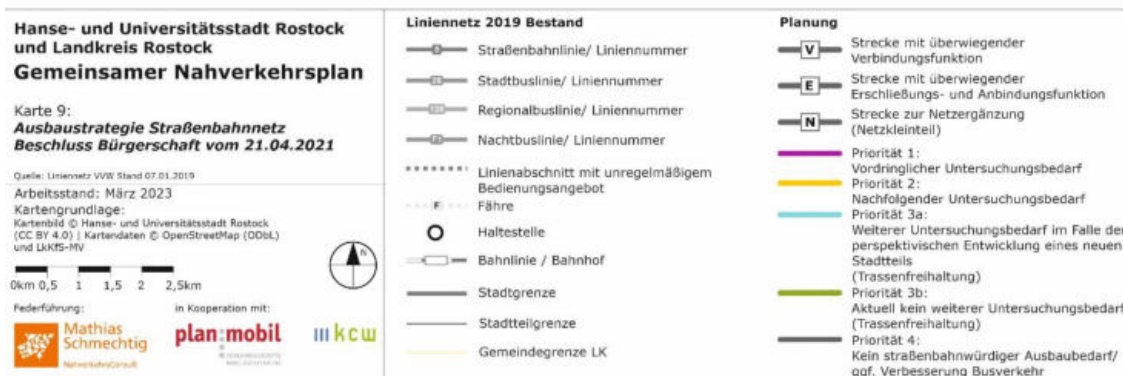 Hanse- und Universitätsstadt Rostock
und Landkreis Rostock
Gemeinsamer Nahverkehrsplan
Karte 9:
Ausbaustrategie Straßenbahnnetz
Beschluss Bürgerschaft vom 21.04.2021
Quelle: Liniennetz VVW Stand 07.01.2019
Arbeitsstand: März 2023
Kartengrundlage:
Kartenbild © Hanse- und Universitätsstadt Rostock
(CC BY 4.0) | Kartendaten © OpenStreetMap (ODbL)
und LkKfS-MV
N
0km 0,5 1 1,5 2 2,5km
Federführung:
in Kooperation mit:
Mathias
Schmechtig
NahverkehrsConsult
plan:mobil
kcw
Liniennetz 2019 Bestand
Straßenbahnlinie/ Liniennummer
Stadtbuslinie/ Liniennummer
Regionalbuslinie/ Liniennummer
Nachtbuslinie/ Liniennummer
Linienabschnitt mit unregelmäßigem
Bedienungsangebot
F Fähre
Haltestelle
Bahnlinie / Bahnhof
Stadtgrenze
Stadtteilgrenze
Gemeindegrenze LK
Planung
V Strecke mit überwiegender
Verbindungsfunktion
E Strecke mit überwiegender
Erschließungs- und Anbindungsfunktion
N Strecke zur Netzergänzung
(Netzkleinteil)
Priorität 1:
Vordringlicher Untersuchungsbedarf
Priorität 2:
Nachfolgender Untersuchungsbedarf
Priorität 3a:
Weiterer Untersuchungsbedarf im Falle der
perspektivischen Entwicklung eines neuen
Stadtteils
(Trassenfreihaltung)
Priorität 3b:
Aktuell kein weiterer Untersuchungsbedarf
(Trassenfreihaltung)
Priorität 4:
Kein straßenbahnwürdiger Ausbaubedarf/
ggf. Verbesserung Busverkehr